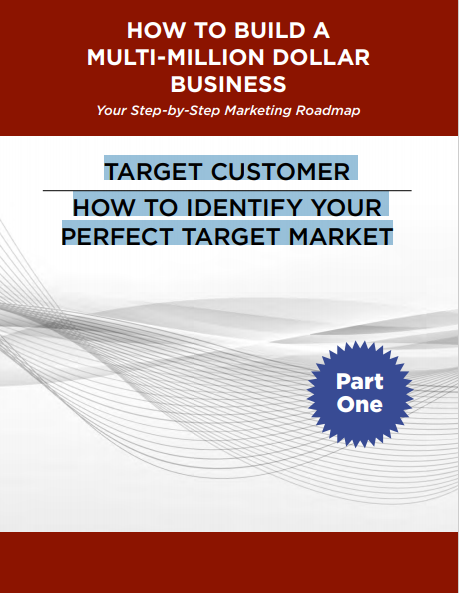 HOW TO BUILD A
MULTI-MILLION DOLLAR
BUSINESS
Your Step-by-Step Marketing Roadmap
TARGET CUSTOMER
HOW TO IDENTIFY YOUR
PERFECT TARGET MARKET
Part
One